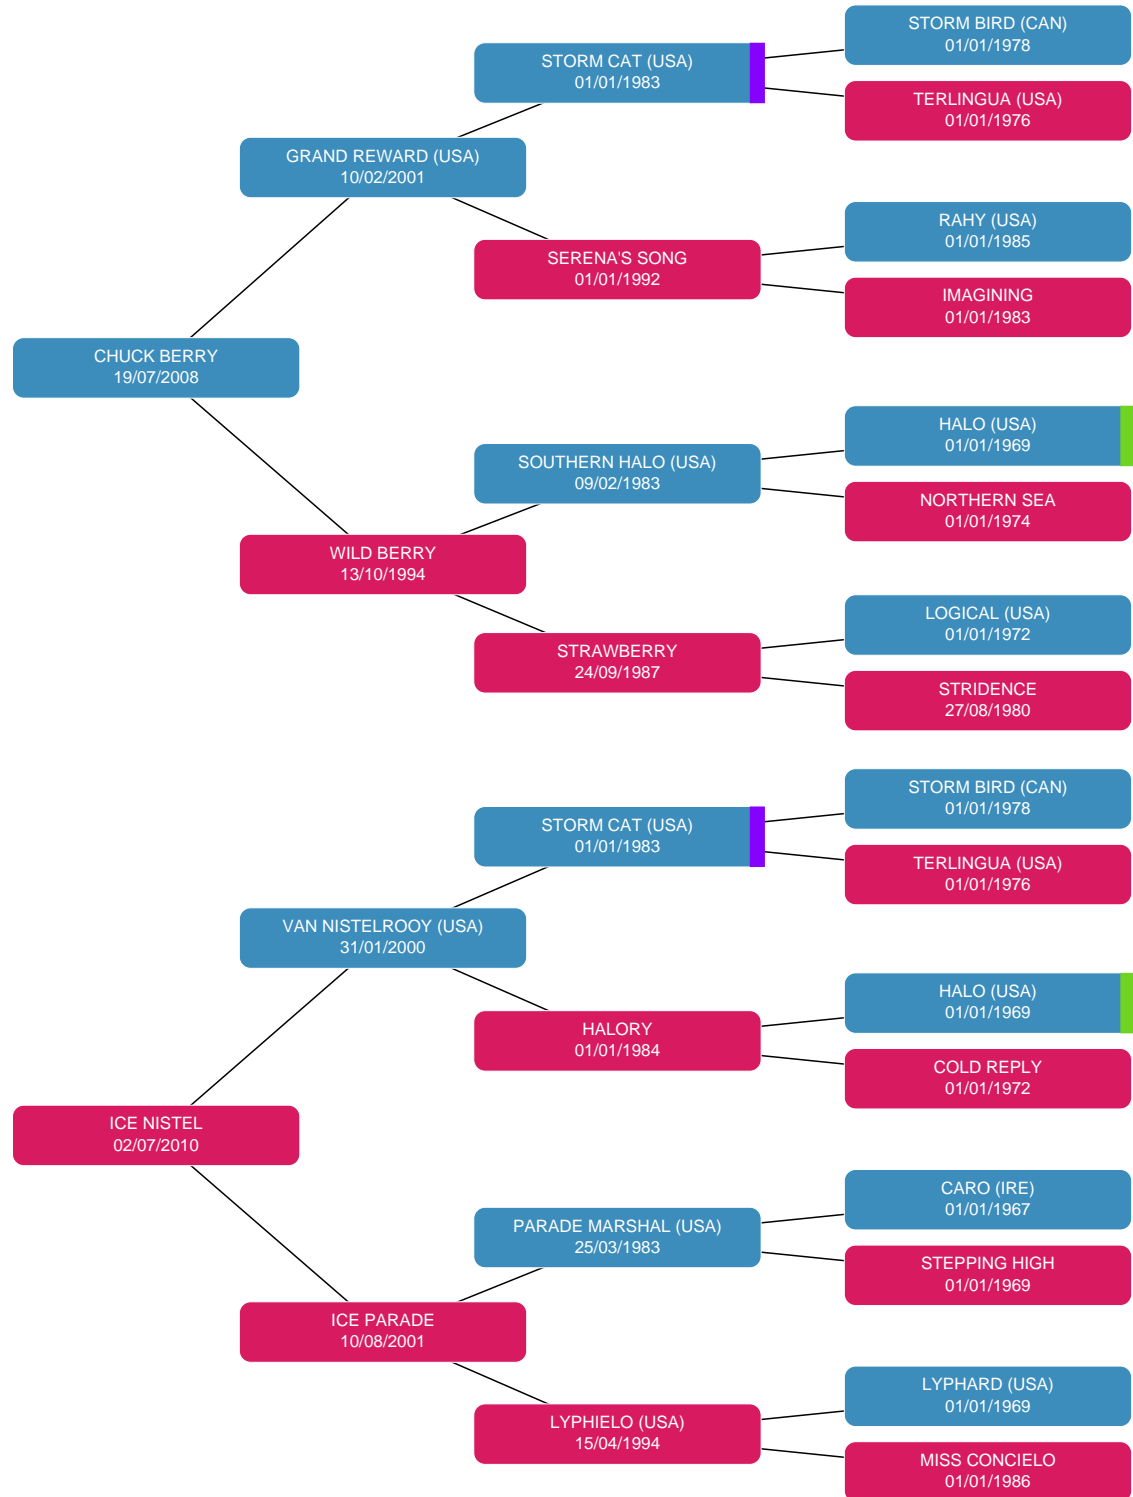 STORM BIRD (CAN)
01/01/1978
STORM CAT (USA)
01/01/1983
TERLINGUA (USA)
01/01/1976
GRAND REWARD (USA)
10/02/2001
RAHY (USA)
01/01/1985
SERENA'S SONG
01/01/1992
IMAGINING
01/01/1983
CHUCK BERRY
19/07/2008
HALO (USA)
01/01/1969
SOUTHERN HALO (USA)
09/02/1983
NORTHERN SEA
01/01/1974
WILD BERRY
13/10/1994
LOGICAL (USA)
01/01/1972
STRAWBERRY
24/09/1987
STRIDENCE
27/08/1980
STORM BIRD (CAN)
01/01/1978
STORM CAT (USA)
01/01/1983
TERLINGUA (USA)
01/01/1976
VAN NISTELROOY (USA)
31/01/2000
HALO (USA)
01/01/1969
HALORY
01/01/1984
COLD REPLY
01/01/1972
ICE NISTEL
02/07/2010
CARO (IRE)
01/01/1967
PARADE MARSHAL (USA)
25/03/1983
STEPPING HIGH
01/01/1969
ICE PARADE
10/08/2001
LYPHARD (USA)
01/01/1969
LYPHIELO (USA)
15/04/1994
MISS CONCIELO
01/01/1986